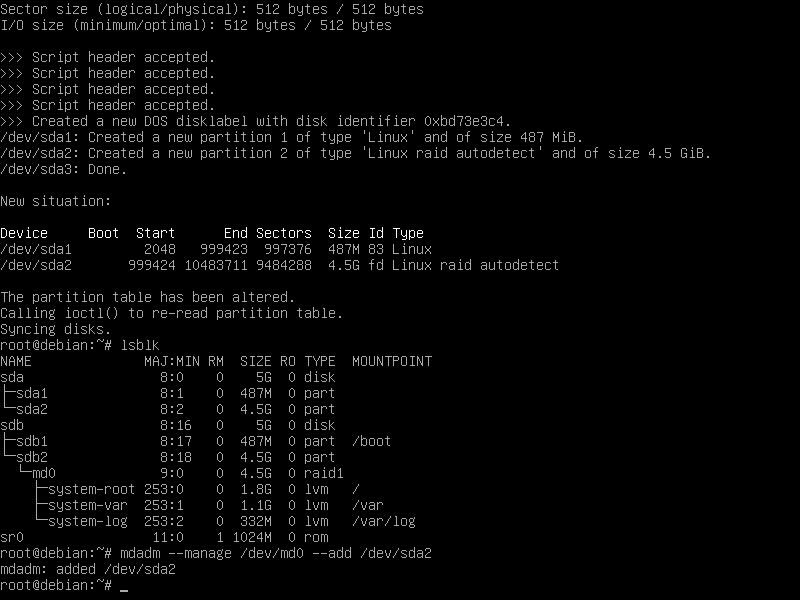 Sector size (logical/physical): 512 bytes / 512 bytes
I/O size (minimum/optimal): 512 bytes / 512 bytes

>>> Script header accepted.
>>> Script header accepted.
>>> Script header accepted.
>>> Script header accepted.
>>> Created a new DOS disklabel with disk identifier 0xbd73e3c4.
/dev/sda1: Created a new partition 1 of type 'Linux' and of size 487 MiB.
/dev/sda2: Created a new partition 2 of type 'Linux raid autodetect' and of size 4.5 GiB.
/dev/sda3: Done.

New situation:

Device     Boot  Start      End Sectors  Size Id Type
/dev/sda1         2048   999423  997376  487M 83 Linux
/dev/sda2       999424 10483711 9484288  4.5G fd Linux raid autodetect

The partition table has been altered.
Calling ioctl() to re-read partition table.
Syncing disks.
root@debian:~# lsblk
NAME              MAJ:MIN RM  SIZE RO TYPE  MOUNTPOINT
sda                 8:0    0    5G  0 disk
├─sda1              8:1    0  487M  0 part
└─sda2              8:2    0  4.5G  0 part
sdb                 8:16   0    5G  0 disk
├─sdb1              8:17   0  487M  0 part  /boot
└─sdb2              8:18   0  4.5G  0 part
  └─md0             9:0    0  4.5G  0 raid1
    ├─system-root 253:0    0  1.8G  0 lvm   /
    ├─system-var  253:1    0  1.1G  0 lvm   /var
    └─system-log  253:2    0  332M  0 lvm   /var/log
sr0                11:0    1 1024M  0 rom
root@debian:~# mdadm --manage /dev/md0 --add /dev/sda2
mdadm: added /dev/sda2
root@debian:~# _